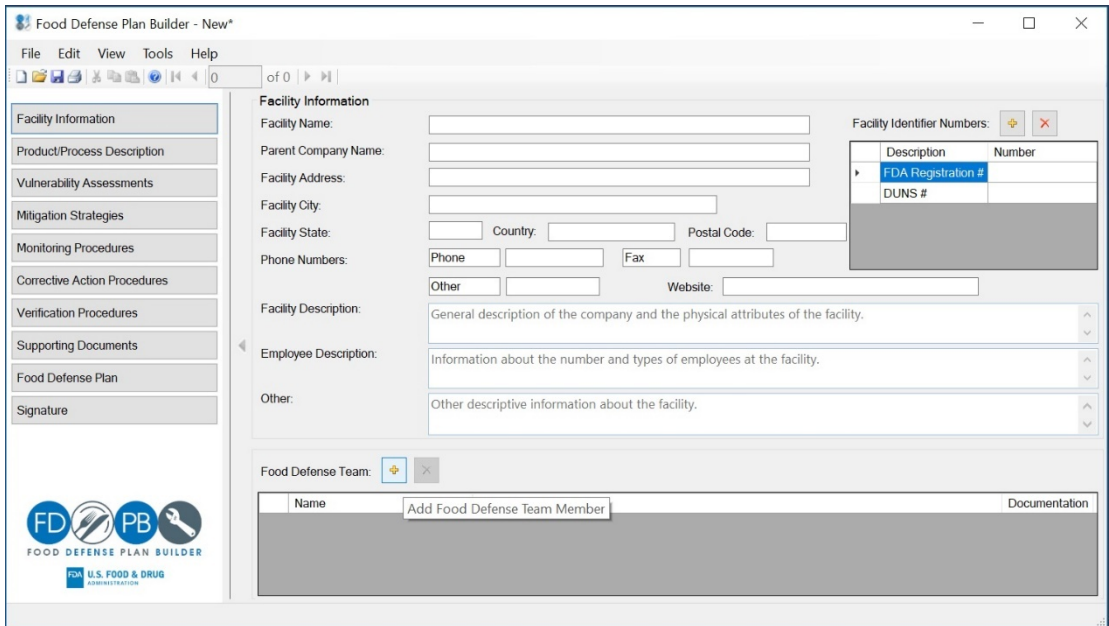 Food Defense Plan Builder - New*
File Edit View Tools Help
0 of 0
Facility Information
Product/Process Description
Vulnerability Assessments
Mitigation Strategies
Monitoring Procedures
Corrective Action Procedures
Verification Procedures
Supporting Documents
Food Defense Plan
Signature
FD PB
FOOD DEFENSE PLAN BUILDER
FDA U.S. FOOD & DRUG
ADMINISTRATION
Facility Information
Facility Name:
Parent Company Name:
Facility Address:
Facility City:
Facility State: Country: Postal Code:
Phone Numbers: Phone Fax
Other Website:
Facility Identifier Numbers:
Description Number
FDA Registration #
DUNS #
Facility Description: General description of the company and the physical attributes of the facility.
Employee Description: Information about the number and types of employees at the facility.
Other: Other descriptive information about the facility.
Food Defense Team:
Name Documentation
Add Food Defense Team Member